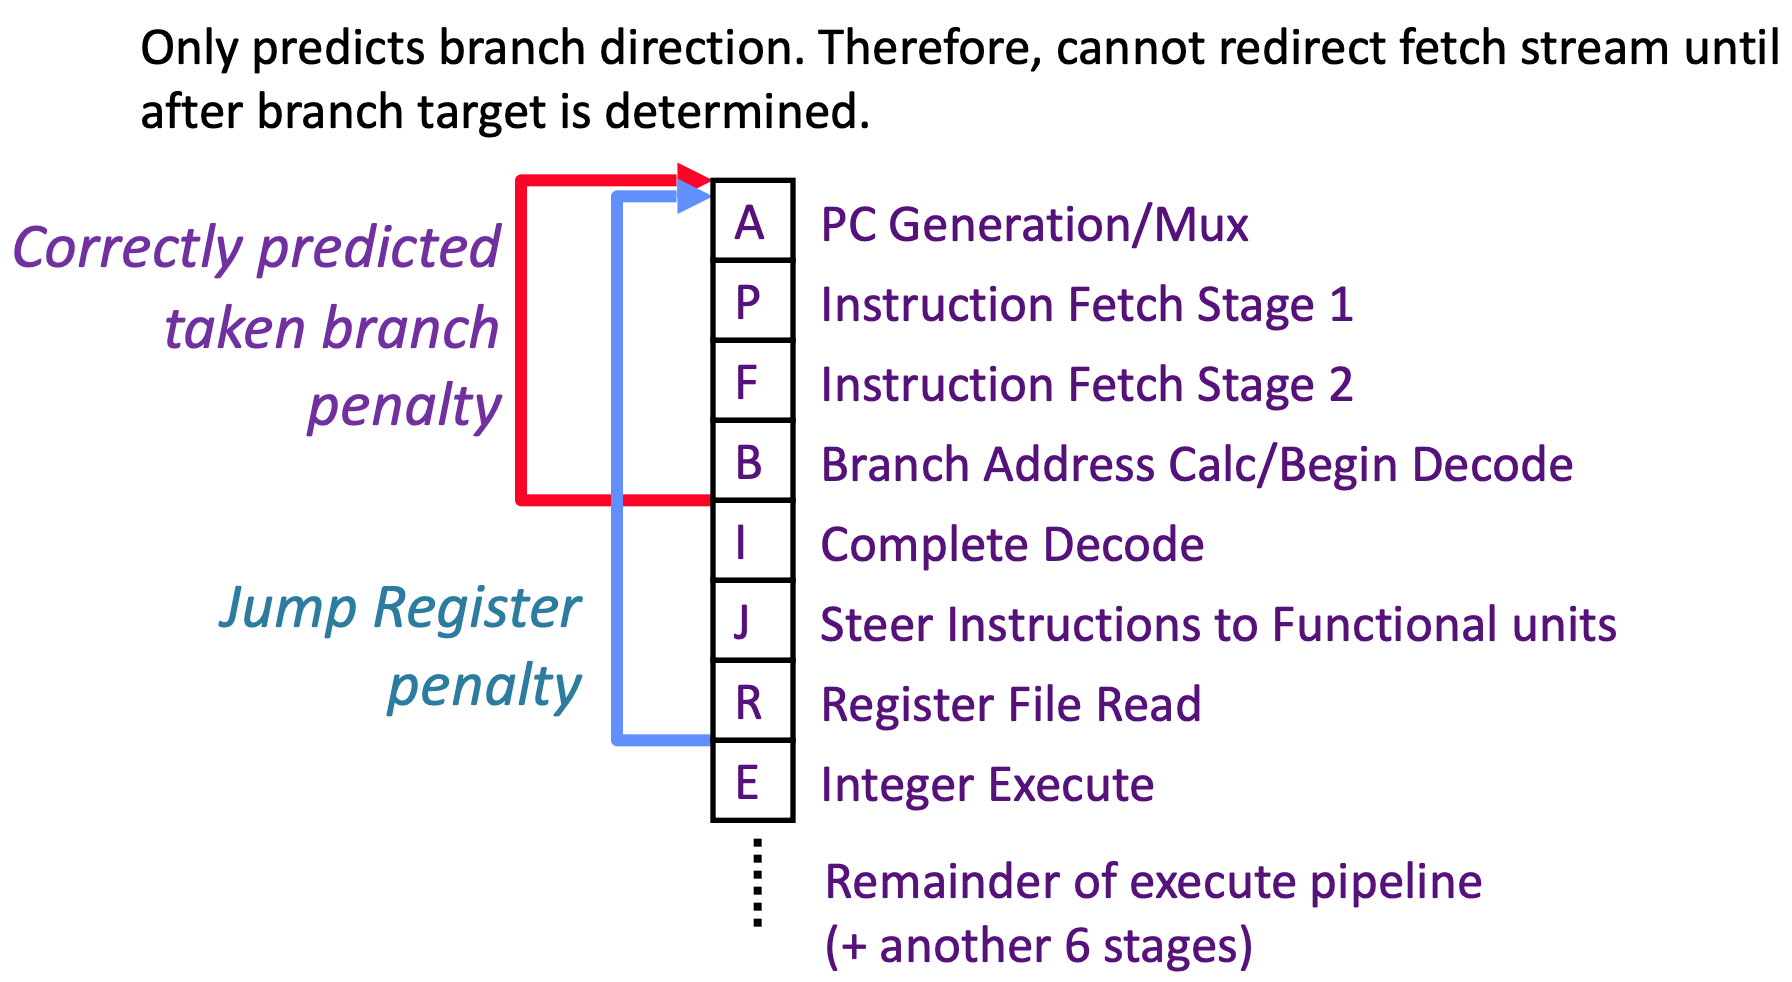 Only predicts branch direction. Therefore, cannot redirect fetch stream until
after branch target is determined.
Correctly predicted
taken branch
penalty
Jump Register
penalty
A PC Generation/Mux
P Instruction Fetch Stage 1
F Instruction Fetch Stage 2
B Branch Address Calc/Begin Decode
I Complete Decode
J Steer Instructions to Functional units
R Register File Read
E Integer Execute
Remainder of execute pipeline
(+ another 6 stages)